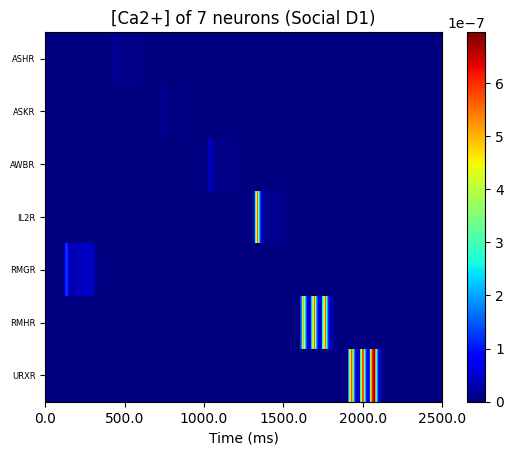 [Ca2+] of 7 neurons (Social D1)
1e−7
ASHR
ASKR
AWBR
IL2R
RMGR
RMHR
URXR
7
6
5
4
3
2
1
0
0.0 500.0 1000.0 1500.0 2000.0 2500.0
Time (ms)